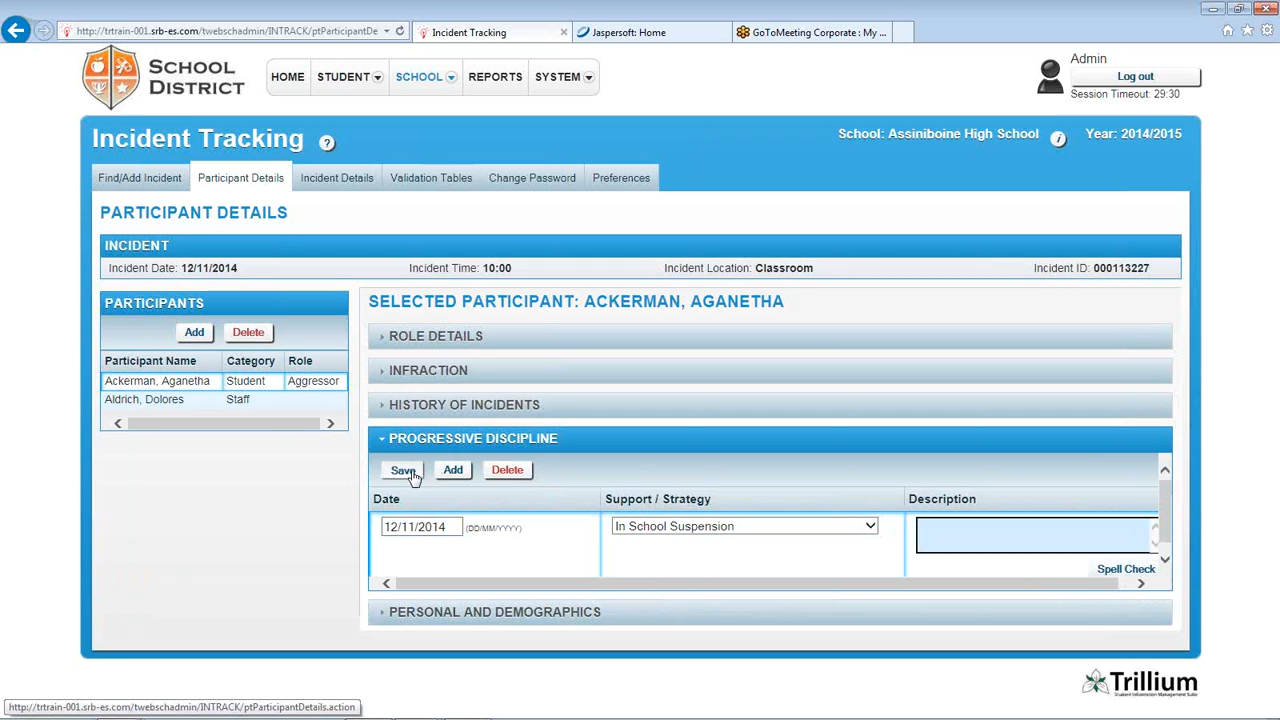 http://trtrain-001.srb-es.com/twebschadmin/INTRACK/ptParticipantDe
Incident Tracking
Jaspersoft: Home
GoToMeeting Corporate : My ...
SCHOOL DISTRICT
HOME STUDENT SCHOOL REPORTS SYSTEM
Admin
Log out
Session Timeout: 29:30
Incident Tracking ?
School: Assiniboine High School i Year: 2014/2015
Find/Add Incident Participant Details Incident Details Validation Tables Change Password Preferences
PARTICIPANT DETAILS
INCIDENT
Incident Date: 12/11/2014 Incident Time: 10:00 Incident Location: Classroom Incident ID: 000113227
PARTICIPANTS
Add Delete
Participant Name Category Role
Ackerman, Aganetha Student Aggressor
Aldrich, Dolores Staff
SELECTED PARTICIPANT: ACKERMAN, AGANETHA
ROLE DETAILS
INFRACTION
HISTORY OF INCIDENTS
PROGRESSIVE DISCIPLINE
Save Add Delete
Date Support / Strategy Description
12/11/2014 (DD/MM/YYYY) In School Suspension
Spell Check
PERSONAL AND DEMOGRAPHICS
Trillium
Student Information Management Suite
http://trtrain-001.srb-es.com/twebschadmin/INTRACK/ptParticipantDetails.action